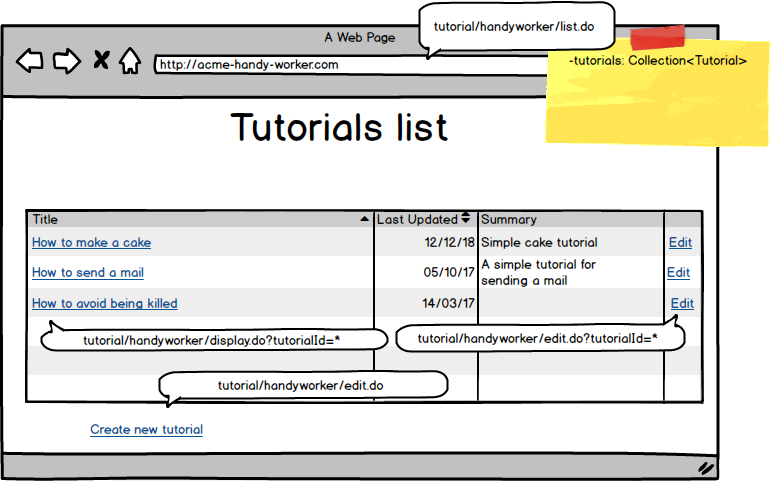 tutorial/handyworker/list.do
A Web Page
http://acme-handy-worker.com
-tutorials: Collection<Tutorial>
Tutorials list
Title Last Updated Summary
How to make a cake 12/12/18 Simple cake tutorial Edit
How to send a mail 05/10/17 A simple tutorial for Edit
sending a mail
How to avoid being killed 14/03/17 Edit
tutorial/handyworker/display.do?tutorialId=* tutorial/handyworker/edit.do?tutorialId=*
tutorial/handyworker/edit.do
Create new tutorial